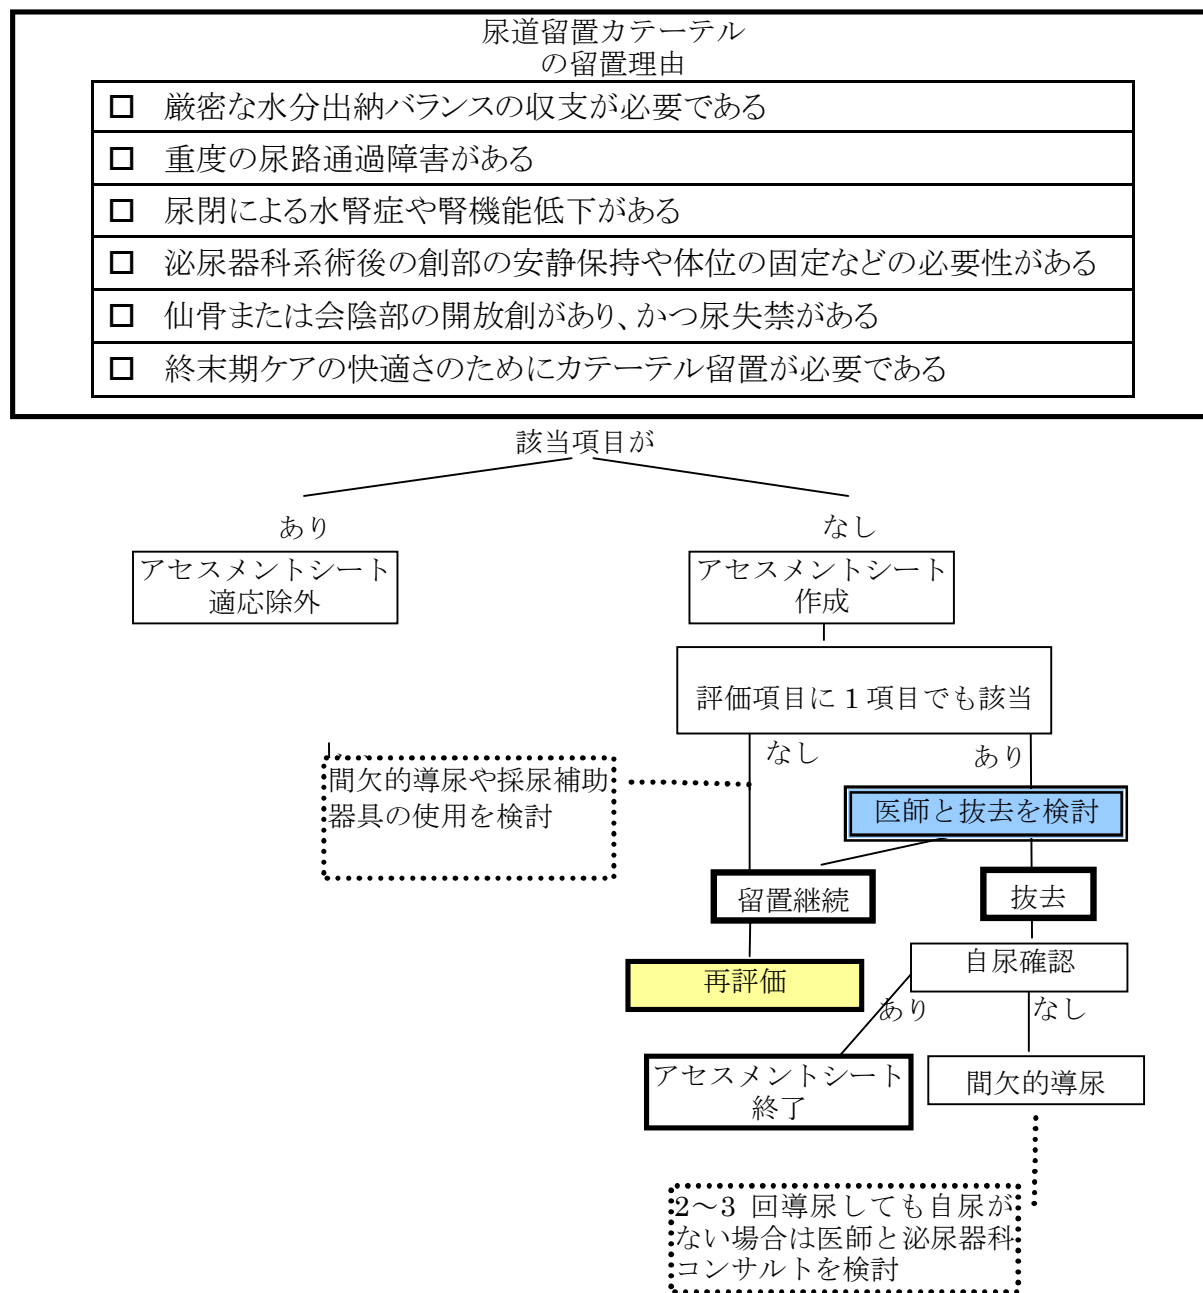 尿道留置カテーテル
の留置理由
□ 厳密な水分出納バランスの収支が必要である
□ 重度の尿路通過障害がある
□ 尿閉による水腎症や腎機能低下がある
□ 泌尿器科系術後の創部の安静保持や体位の固定などの必要性がある
□ 仙骨または会陰部の開放創があり、かつ尿失禁がある
□ 終末期ケアの快適さのためにカテーテル留置が必要である
該当項目が
あり
なし
アセスメントシート
適応除外
アセスメントシート
作成
評価項目に1項目でも該当
なし
あり
間欠的導尿や採尿補助
器具の使用を検討
医師と抜去を検討
留置継続
抜去
再評価
自尿確認
あり
なし
アセスメントシート
終了
間欠的導尿
2～3 回導尿しても自尿が
ない場合は医師と泌尿器科
コンサルトを検討